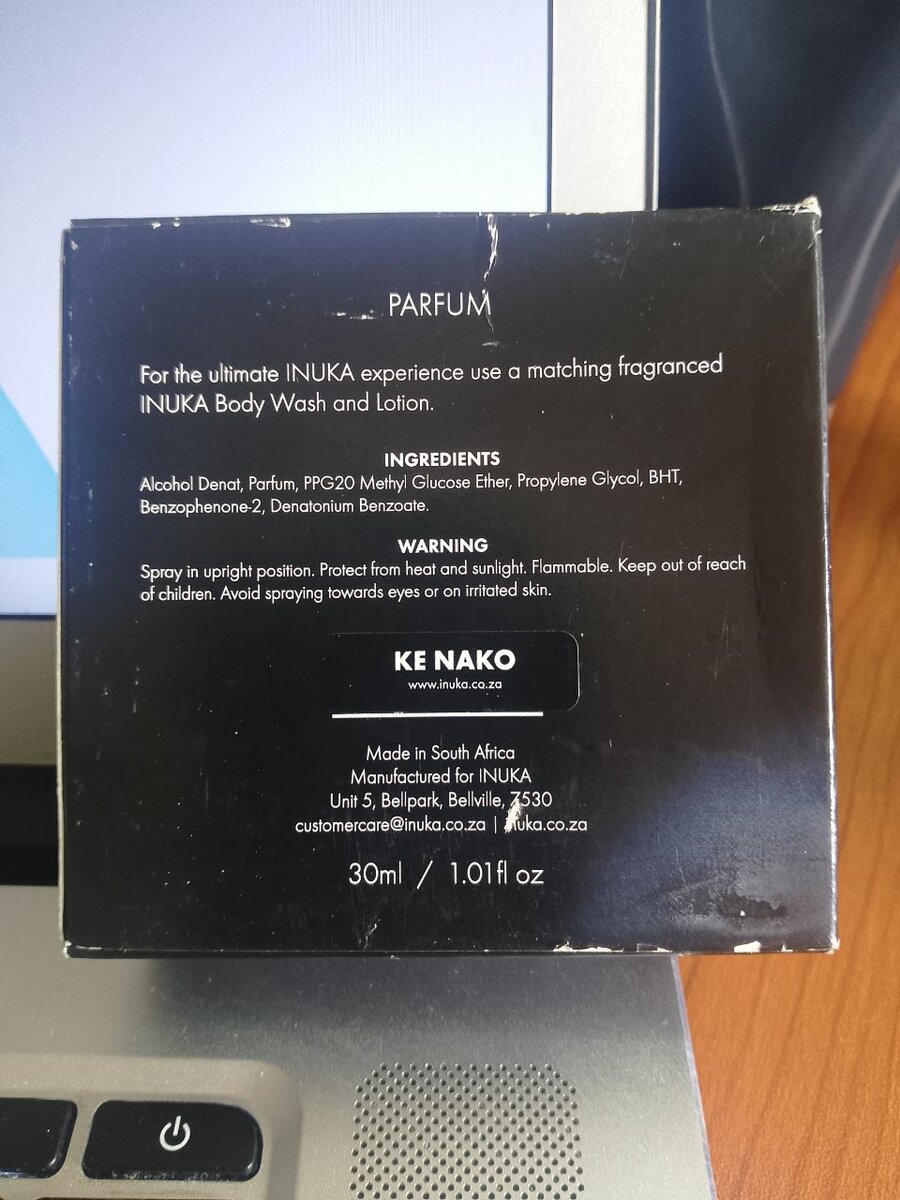 PARFUM
For the ultimate INUKA experience use a matching fragranced
INUKA Body Wash and Lotion.
INGREDIENTS
Alcohol Denat, Parfum, PPG20 Methyl Glucose Ether, Propylene Glycol, BHT,
Benzophenone-2, Denatonium Benzoate.
WARNING
Spray in upright position. Protect from heat and sunlight. Flammable. Keep out of reach
of children. Avoid spraying towards eyes or on irritated skin.
KE NAKO
www.inuka.co.za
Made in South Africa
Manufactured for INUKA
Unit 5, Bellpark, Bellville, 7530
customercare@inuka.co.za | inuka.co.za
30ml / 1.01fl oz